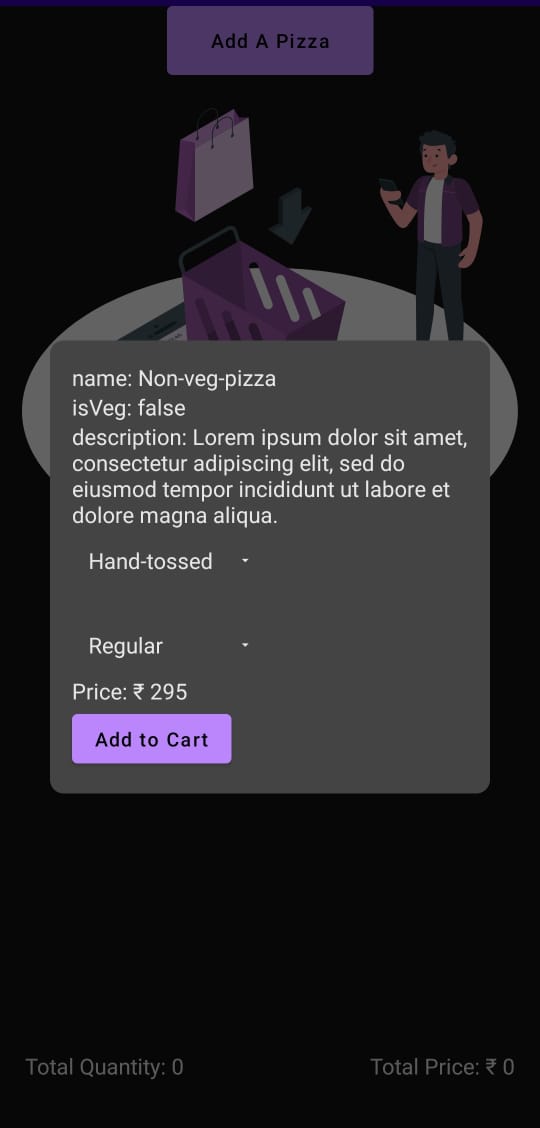 Add A Pizza
name: Non-veg-pizza
isVeg: false
description: Lorem ipsum dolor sit amet,
consectetur adipiscing elit, sed do
eiusmod tempor incididunt ut labore et
dolore magna aliqua.
Hand-tossed
Regular
Price: ₹ 295
Add to Cart
Total Quantity: 0
Total Price: ₹ 0